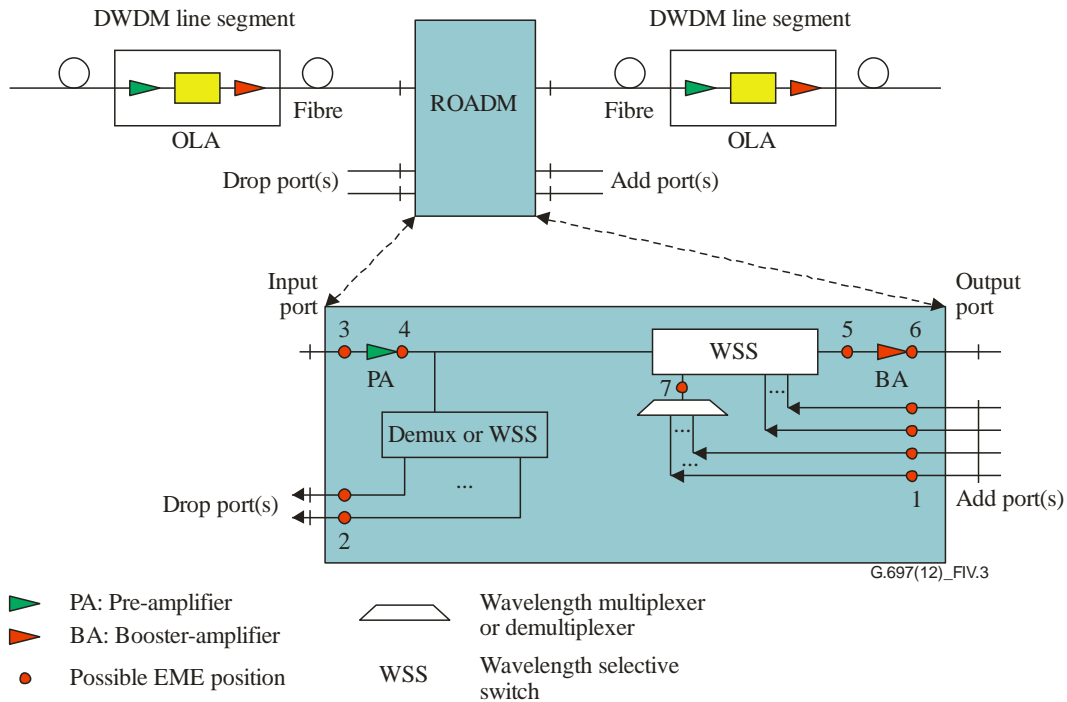 DWDM line segment
DWDM line segment
ROADM
Fibre
Fibre
OLA
OLA
Drop port(s)
Add port(s)
Input
port
Output
port
3
4
5
6
WSS
PA
7
BA
...
Demux or WSS
...
...
...
Drop port(s)
2
1
Add port(s)
G.697(12)_FIV.3
PA: Pre-amplifier
BA: Booster-amplifier
Possible EME position
Wavelength multiplexer
or demultiplexer
WSS
Wavelength selective
switch